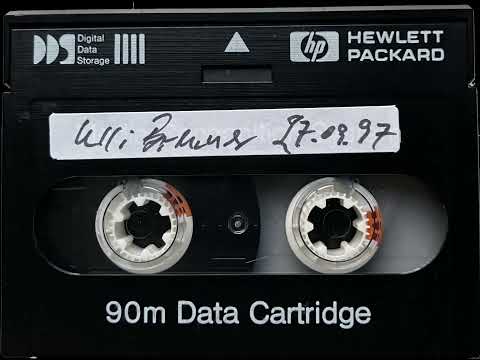 DDS Digital
Data
Storage
hp HEWLETT
PACKARD
Ulli 27.09.97
90m Data Cartridge